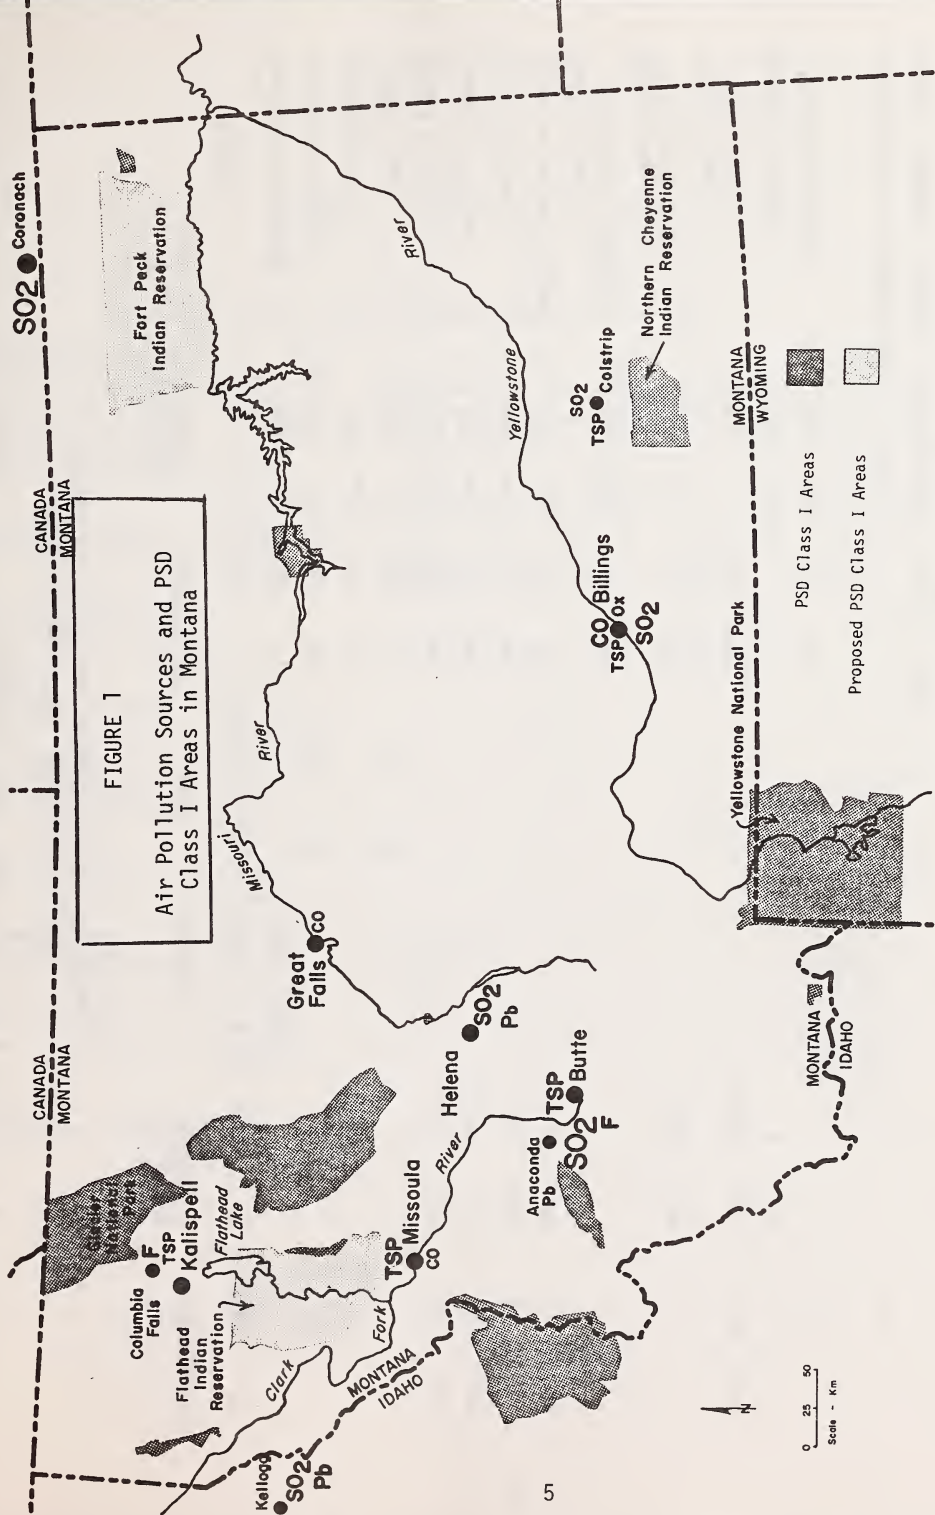 FIGURE 1
Air Pollution Sources and PSD
Class I Areas in Montana
CANADA
MONTANA
CANADA
MONTANA
SO2
Coronach
Fort Peck
Indian Reservation
Glacier
National
Park
Columbia
Falls
F
TSP
Kalispell
Flathead
Lake
Flathead
Indian
Reservation
Kellogg
SO2
Pb
Clark
Fork
River
MONTANA
IDAHO
TSP
Missoula
CO
Great
Falls
CO
Missouri
River
Helena
SO2
Pb
Anaconda
Pb
TSP
Butte
SO2
F
Yellowstone
River
CO
Billings
TSP
OX
SO2
SO2
TSP
Colstrip
Northern Cheyenne
Indian Reservation
MONTANA
IDAHO
Yellowstone National Park
MONTANA
WYOMING
PSD Class I Areas
Proposed PSD Class I Areas
N
0 25 50
Scale - Km
5